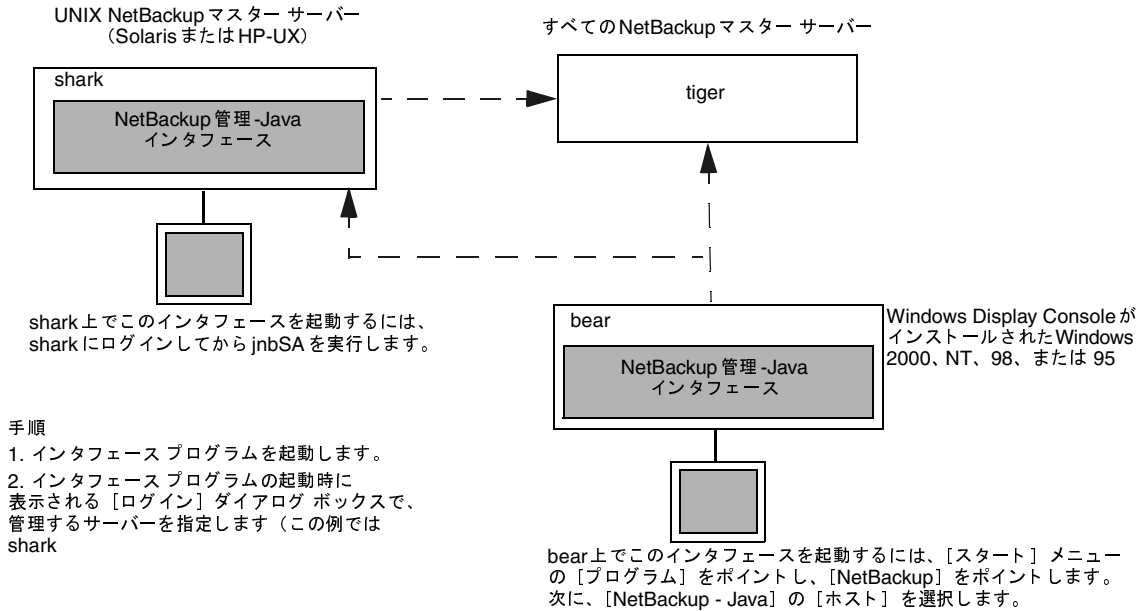 UNIX NetBackup マスター サーバー
（Solaris または HP-UX）
すべての NetBackup マスター サーバー
shark
NetBackup 管理 -Java
インタフェース
tiger
shark 上でこのインタフェースを起動するには、
shark にログインしてから jnbSA を実行します。
bear
NetBackup 管理 -Java
インタフェース
Windows Display Console が
インストールされた Windows
2000、NT、98、または 95
手順
1. インタフェース プログラムを起動します。
2. インタフェース プログラムの起動時に
表示される［ログイン］ダイアログ ボックスで、
管理するサーバーを指定します（この例では
shark
bear 上でこのインタフェースを起動するには、［スタート］メニュー
の［プログラム］をポイントし、［NetBackup］をポイントします。
次に、［NetBackup - Java］の［ホスト］を選択します。